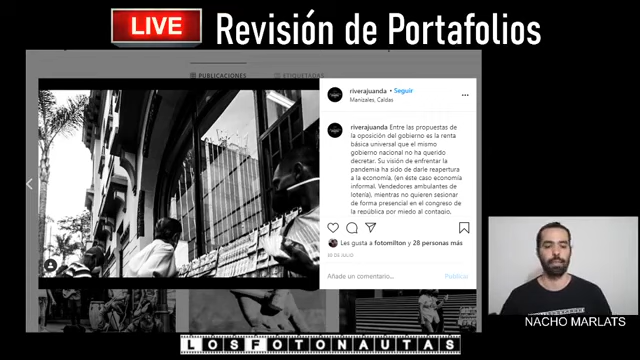 LIVE Revisión de Portafolios
PUBLICACIONES ETIQUETADAS
riverajuanda • Seguir
Manizales, Caldas
riverajuanda Entre las propuestas de
la oposición del gobierno es la renta
básica universal que el mismo
gobierno nacional no ha querido
decretar. Su visión de enfrentar la
pandemia ha sido de darle reapertura
a la economía. (en éste caso economía
informal. Vendedores ambulantes de
lotería), mientras no quieren sesionar
de forma presencial en el congreso de
la república por miedo al contagio,
Les gusta a fotomilton y 28 personas más
30 DE JULIO
Añade un comentario... Publicar
NACHO MARLATS
LOSFOTONAUTAS